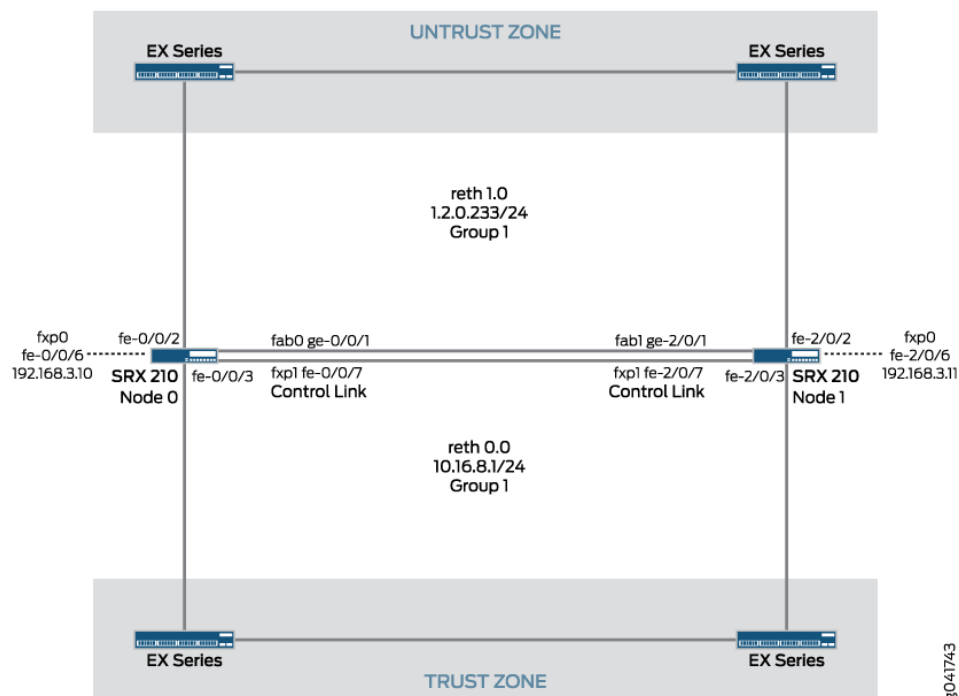 UNTRUST ZONE
EX Series
EX Series
reth 1.0
1.2.0.233/24
Group 1
fxp0
fe-0/0/6
192.168.3.10
fe-0/0/2
SRX 210
Node 0
fe-0/0/3
fab0 ge-0/0/1
fxp1 fe-0/0/7
Control Link
fab1 ge-2/0/1
fxp1 fe-2/0/7
Control Link
fe-2/0/2
fe-2/0/3
SRX 210
Node 1
fxp0
fe-2/0/6
192.168.3.11
reth 0.0
10.16.8.1/24
Group 1
EX Series
EX Series
TRUST ZONE